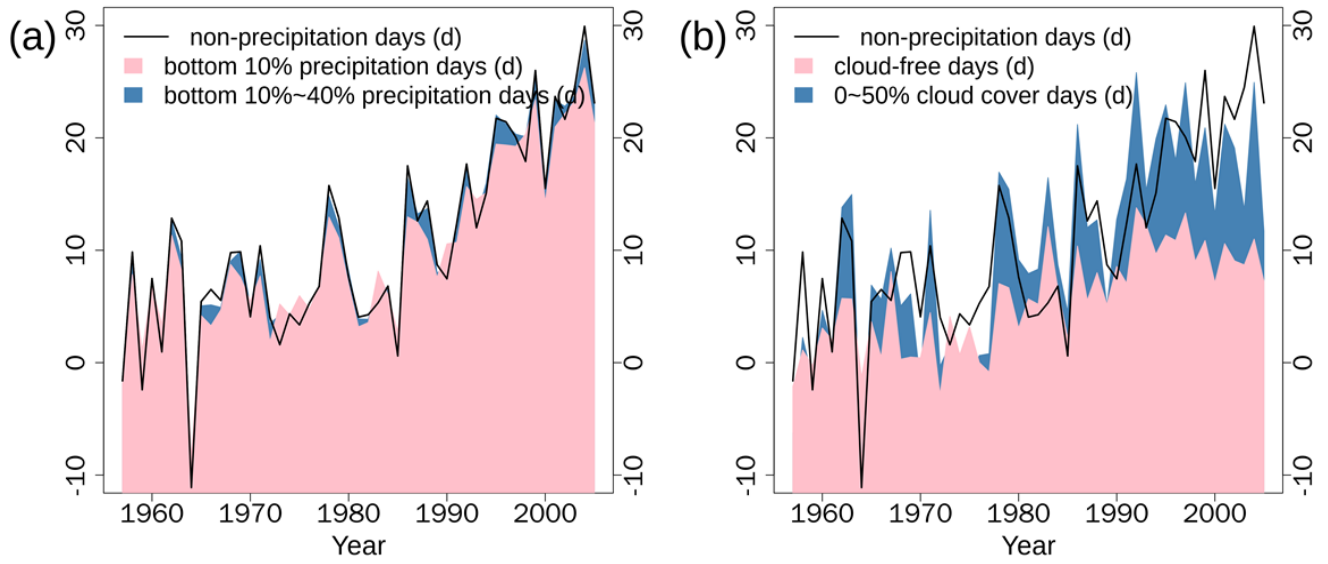 (a)
non-precipitation days (d)
bottom 10% precipitation days (d)
bottom 10%~40% precipitation days (d)
30
20
10
0
-10
30
20
10
0
-10
1960 1970 1980 1990 2000
Year
(b)
non-precipitation days (d)
cloud-free days (d)
0~50% cloud cover days (d)
30
20
10
0
-10
30
20
10
0
-10
1960 1970 1980 1990 2000
Year